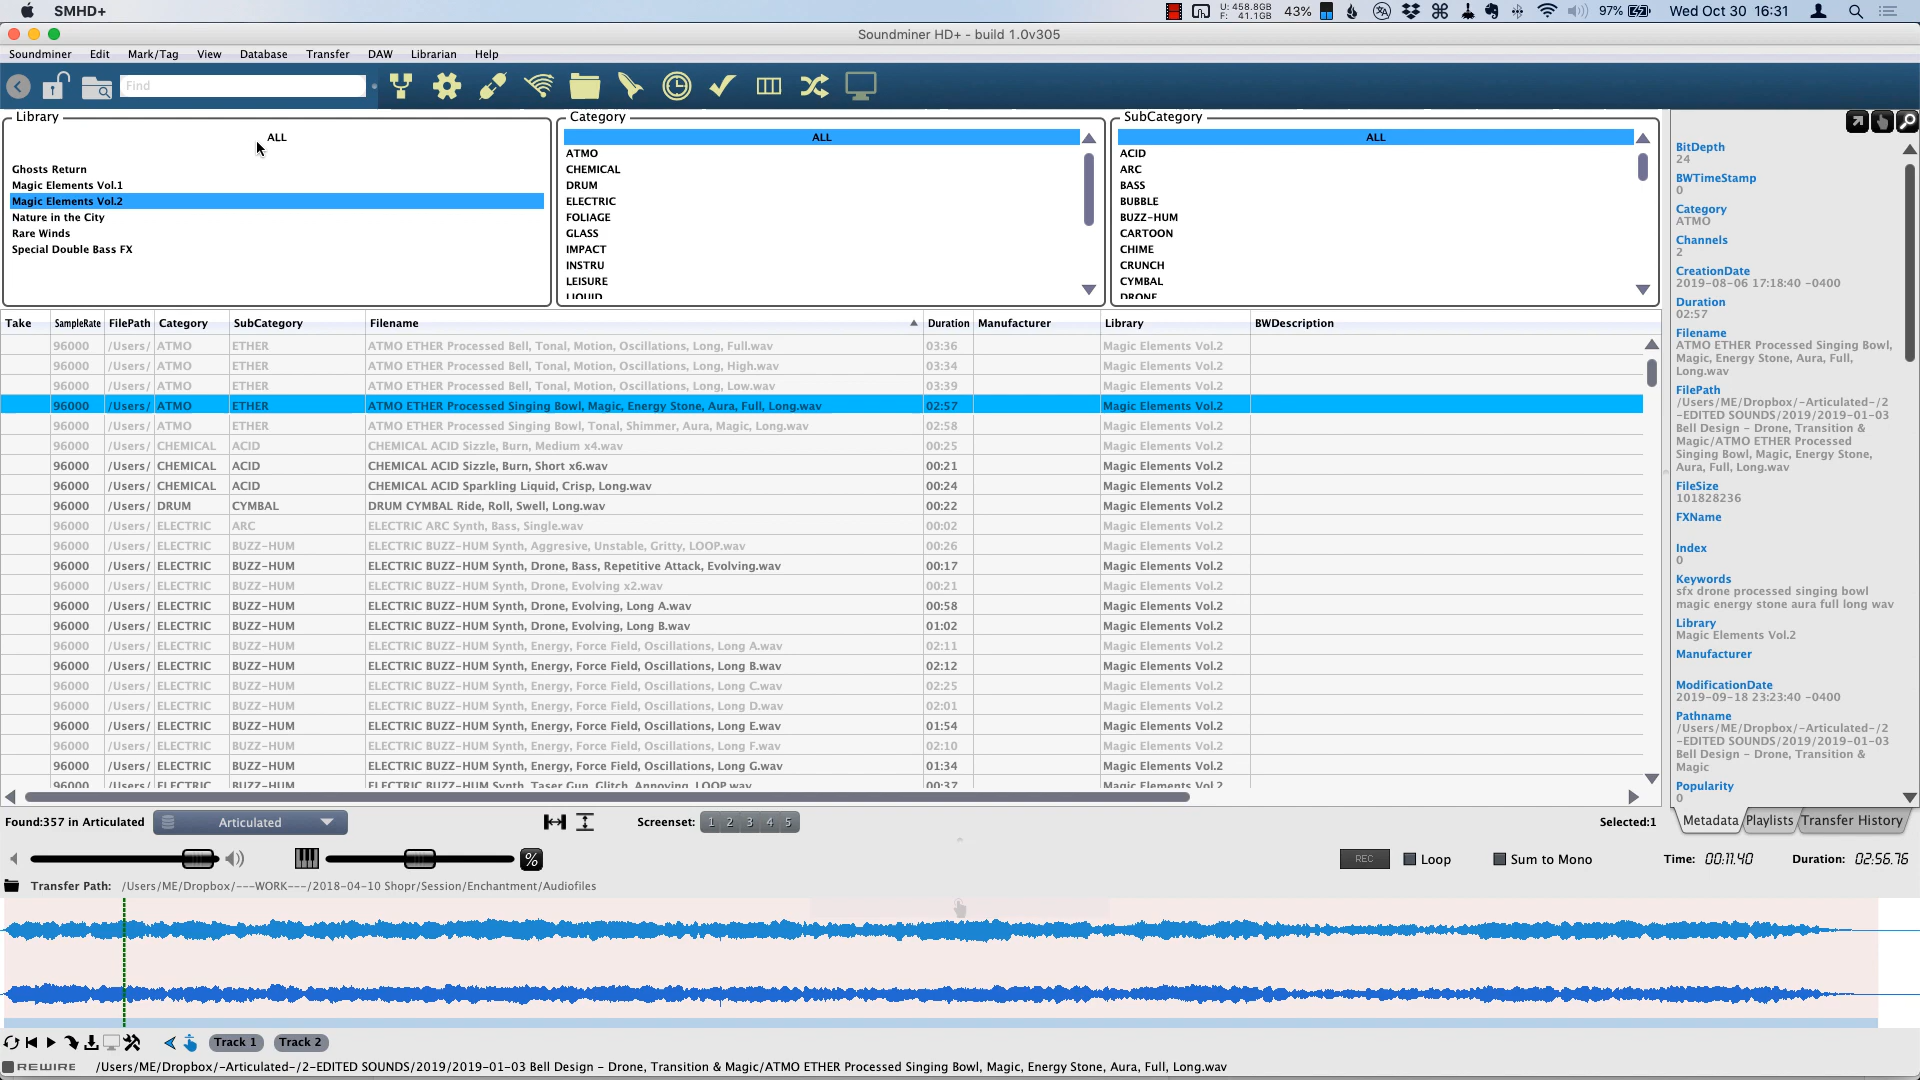 SMHD+ U: 458.8GB F: 41.1GB 43% 97% Wed Oct 30 16:31
Soundminer HD+ - build 1.0v305
Soundminer Edit Mark/Tag View Database Transfer DAW Librarian Help
Find
Library
ALL
Ghosts Return
Magic Elements Vol.1
Magic Elements Vol.2
Nature in the City
Rare Winds
Special Double Bass FX
Category
ALL
ATMO
CHEMICAL
DRUM
ELECTRIC
FOLIAGE
GLASS
IMPACT
INSTRU
LEISURE
LIQUID
SubCategory
ALL
ACID
ARC
BASS
BUBBLE
BUZZ-HUM
CARTOON
CHIME
CRUNCH
CYMBAL
DRONE
Take SampleRate FilePath Category SubCategory Filename Duration Manufacturer Library BWDescription
96000 /Users/ ATMO ETHER ATMO ETHER Processed Bell, Tonal, Motion, Oscillations, Long, Full.wav 03:36 Magic Elements Vol.2
96000 /Users/ ATMO ETHER ATMO ETHER Processed Bell, Tonal, Motion, Oscillations, Long, High.wav 03:34 Magic Elements Vol.2
96000 /Users/ ATMO ETHER ATMO ETHER Processed Bell, Tonal, Motion, Oscillations, Long, Low.wav 03:39 Magic Elements Vol.2
96000 /Users/ ATMO ETHER ATMO ETHER Processed Singing Bowl, Magic, Energy Stone, Aura, Full, Long.wav 02:57 Magic Elements Vol.2
96000 /Users/ ATMO ETHER ATMO ETHER Processed Singing Bowl, Tonal, Shimmer, Aura, Magic, Long.wav 02:58 Magic Elements Vol.2
96000 /Users/ CHEMICAL ACID CHEMICAL ACID Sizzle, Burn, Medium x4.wav 00:25 Magic Elements Vol.2
96000 /Users/ CHEMICAL ACID CHEMICAL ACID Sizzle, Burn, Short x6.wav 00:21 Magic Elements Vol.2
96000 /Users/ CHEMICAL ACID CHEMICAL ACID Sparkling Liquid, Crisp, Long.wav 00:24 Magic Elements Vol.2
96000 /Users/ DRUM CYMBAL DRUM CYMBAL Ride, Roll, Swell, Long.wav 00:22 Magic Elements Vol.2
96000 /Users/ ELECTRIC ARC ELECTRIC ARC Synth, Bass, Single.wav 00:02 Magic Elements Vol.2
96000 /Users/ ELECTRIC BUZZ-HUM ELECTRIC BUZZ-HUM Synth, Aggresive, Unstable, Gritty, LOOP.wav 00:26 Magic Elements Vol.2
96000 /Users/ ELECTRIC BUZZ-HUM ELECTRIC BUZZ-HUM Synth, Drone, Bass, Repetitive Attack, Evolving.wav 00:17 Magic Elements Vol.2
96000 /Users/ ELECTRIC BUZZ-HUM ELECTRIC BUZZ-HUM Synth, Drone, Evolving x2.wav 00:21 Magic Elements Vol.2
96000 /Users/ ELECTRIC BUZZ-HUM ELECTRIC BUZZ-HUM Synth, Drone, Evolving, Long A.wav 00:58 Magic Elements Vol.2
96000 /Users/ ELECTRIC BUZZ-HUM ELECTRIC BUZZ-HUM Synth, Drone, Evolving, Long B.wav 01:02 Magic Elements Vol.2
96000 /Users/ ELECTRIC BUZZ-HUM ELECTRIC BUZZ-HUM Synth, Energy, Force Field, Oscillations, Long A.wav 02:11 Magic Elements Vol.2
96000 /Users/ ELECTRIC BUZZ-HUM ELECTRIC BUZZ-HUM Synth, Energy, Force Field, Oscillations, Long B.wav 02:12 Magic Elements Vol.2
96000 /Users/ ELECTRIC BUZZ-HUM ELECTRIC BUZZ-HUM Synth, Energy, Force Field, Oscillations, Long C.wav 02:25 Magic Elements Vol.2
96000 /Users/ ELECTRIC BUZZ-HUM ELECTRIC BUZZ-HUM Synth, Energy, Force Field, Oscillations, Long D.wav 02:01 Magic Elements Vol.2
96000 /Users/ ELECTRIC BUZZ-HUM ELECTRIC BUZZ-HUM Synth, Energy, Force Field, Oscillations, Long E.wav 01:54 Magic Elements Vol.2
96000 /Users/ ELECTRIC BUZZ-HUM ELECTRIC BUZZ-HUM Synth, Energy, Force Field, Oscillations, Long F.wav 02:10 Magic Elements Vol.2
96000 /Users/ ELECTRIC BUZZ-HUM ELECTRIC BUZZ-HUM Synth, Energy, Force Field, Oscillations, Long G.wav 01:34 Magic Elements Vol.2
96000 /Users/ ELECTRIC BUZZ-HUM ELECTRIC BUZZ-HUM Synth, Taser Gun, Glitch, Annoying, LOOP.wav 00:37 Magic Elements Vol.2
BitDepth
24
BWTimeStamp
0
Category
ATMO
Channels
2
CreationDate
2019-08-06 17:18:40 -0400
Duration
02:57
Filename
ATMO ETHER Processed Singing Bowl,
Magic, Energy Stone, Aura, Full,
Long.wav
FilePath
/Users/ME/Dropbox/-Articulated-/2
-EDITED SOUNDS/2019/2019-01-03
Bell Design - Drone, Transition &
Magic/ATMO ETHER Processed
Singing Bowl, Magic, Energy Stone,
Aura, Full, Long.wav
FileSize
101828236
FXName
Index
0
Keywords
sfx drone processed singing bowl
magic energy stone aura full long wav
Library
Magic Elements Vol.2
Manufacturer
ModificationDate
2019-09-18 23:23:40 -0400
Pathname
/Users/ME/Dropbox/-Articulated-/2
-EDITED SOUNDS/2019/2019-01-03
Bell Design - Drone, Transition &
Magic
Popularity
0
Metadata Playlists Transfer History
Found:357 in Articulated Articulated Screenset: 1 2 3 4 5 Selected:1
% REC Loop Sum to Mono Time: 00:11.40 Duration: 02:56.76
Transfer Path: /Users/ME/Dropbox/---WORK---/2018-04-10 Shopr/Session/Enchantment/Audiofiles
Track 1 Track 2
REWIRE /Users/ME/Dropbox/-Articulated-/2-EDITED SOUNDS/2019/2019-01-03 Bell Design - Drone, Transition & Magic/ATMO ETHER Processed Singing Bowl, Magic, Energy Stone, Aura, Full, Long.wav